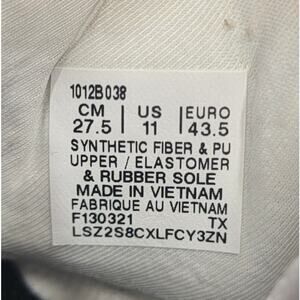 1012B038
CM | US | EURO
27.5 | 11 | 43.5
SYNTHETIC FIBER & PU
UPPER / ELASTOMER
& RUBBER SOLE
MADE IN VIETNAM
FABRIQUE AU VIETNAM
F130321 TX
LSZ2S8CXLFCY3ZN